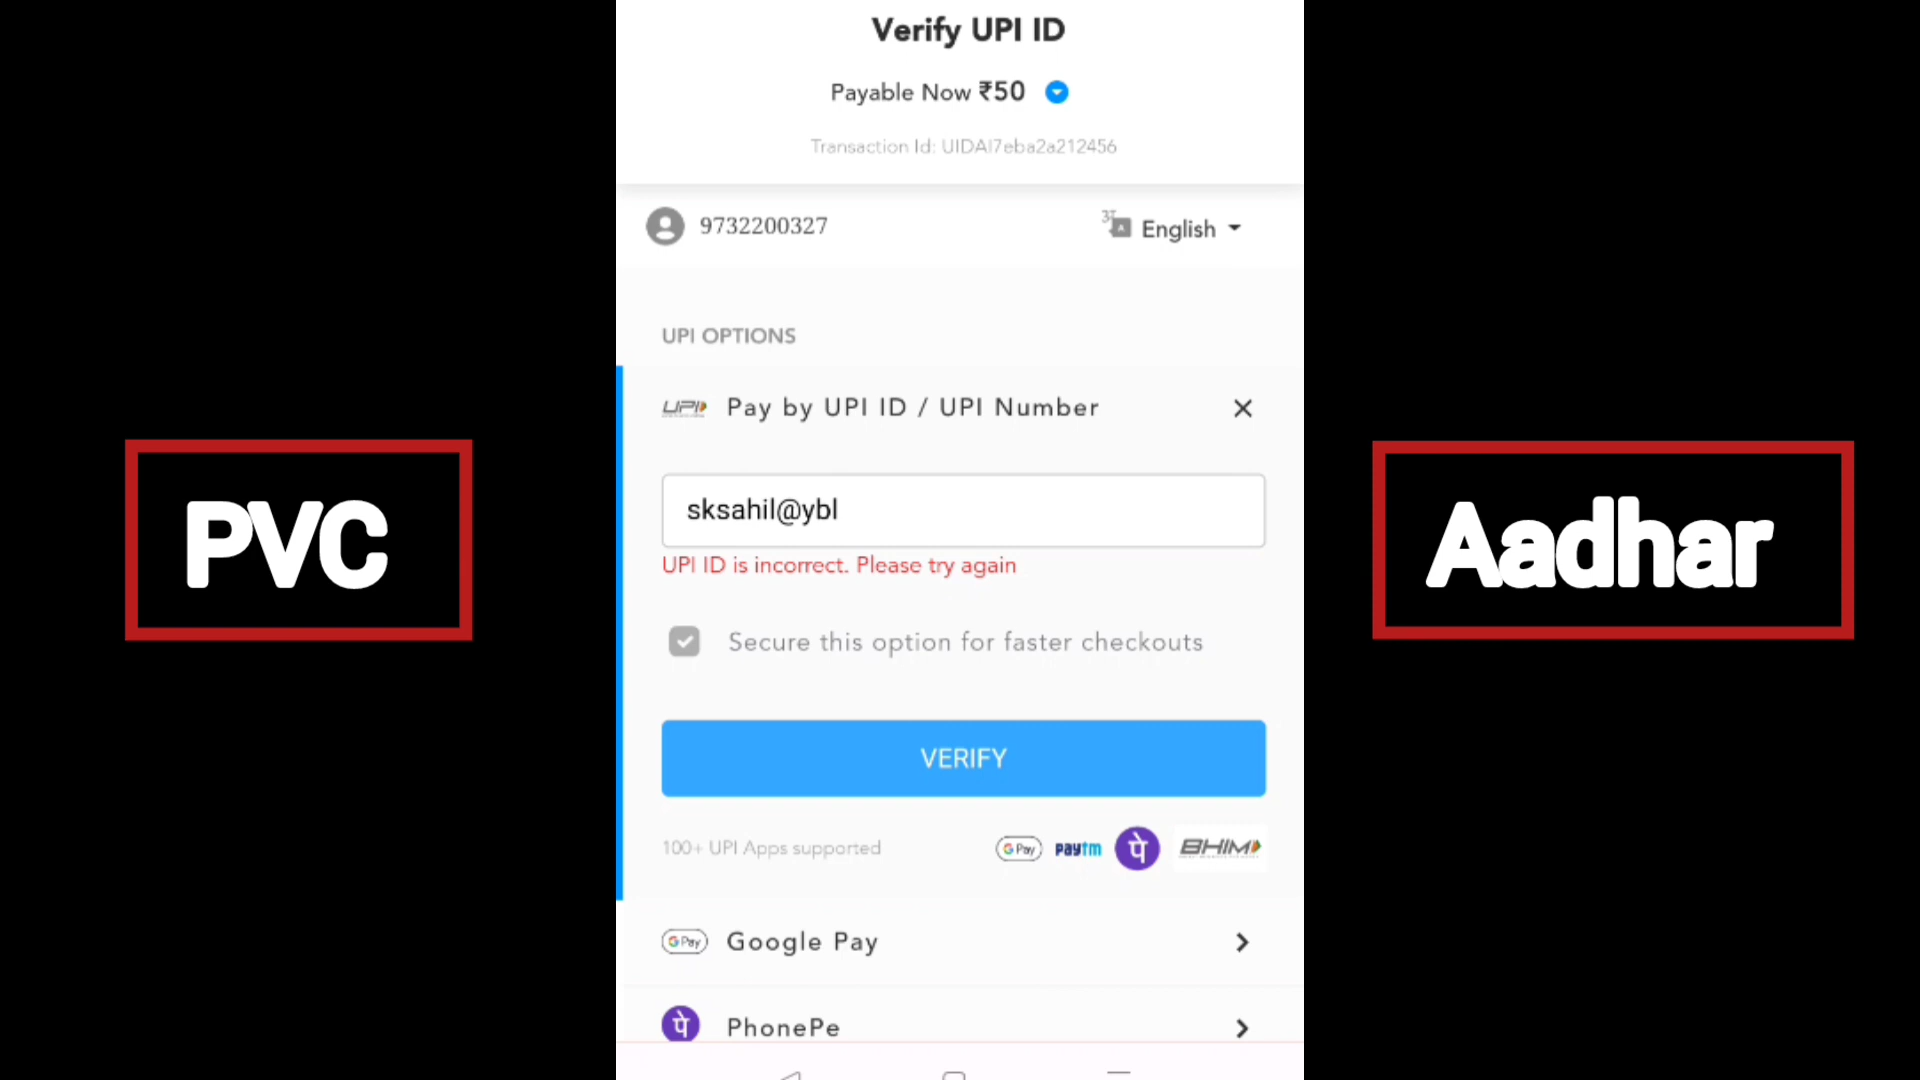 Verify UPI ID
Payable Now ₹50
Transaction Id: UIDAI7eba2a212456
9732200327
English
UPI OPTIONS
UPI Pay by UPI ID / UPI Number
sksahil@ybl
UPI ID is incorrect. Please try again
PVC
Aadhar
Secure this option for faster checkouts
VERIFY
100+ UPI Apps supported
G Pay paytm पे BHIM
G Pay Google Pay
पे PhonePe